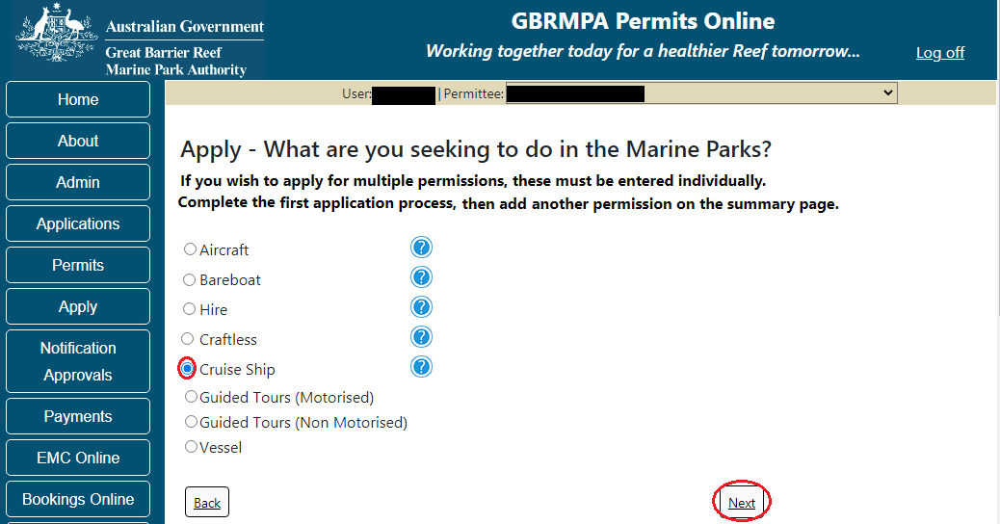 Australian Government
Great Barrier Reef
Marine Park Authority
GBRMPA Permits Online
Working together today for a healthier Reef tomorrow...
Log off
User: | Permittee:
Home
About
Admin
Applications
Permits
Apply
Notification
Approvals
Payments
EMC Online
Bookings Online
Apply - What are you seeking to do in the Marine Parks?
If you wish to apply for multiple permissions, these must be entered individually.
Complete the first application process, then add another permission on the summary page.
Aircraft ?
Bareboat ?
Hire ?
Craftless ?
Cruise Ship ?
Guided Tours (Motorised)
Guided Tours (Non Motorised)
Vessel
Back
Next